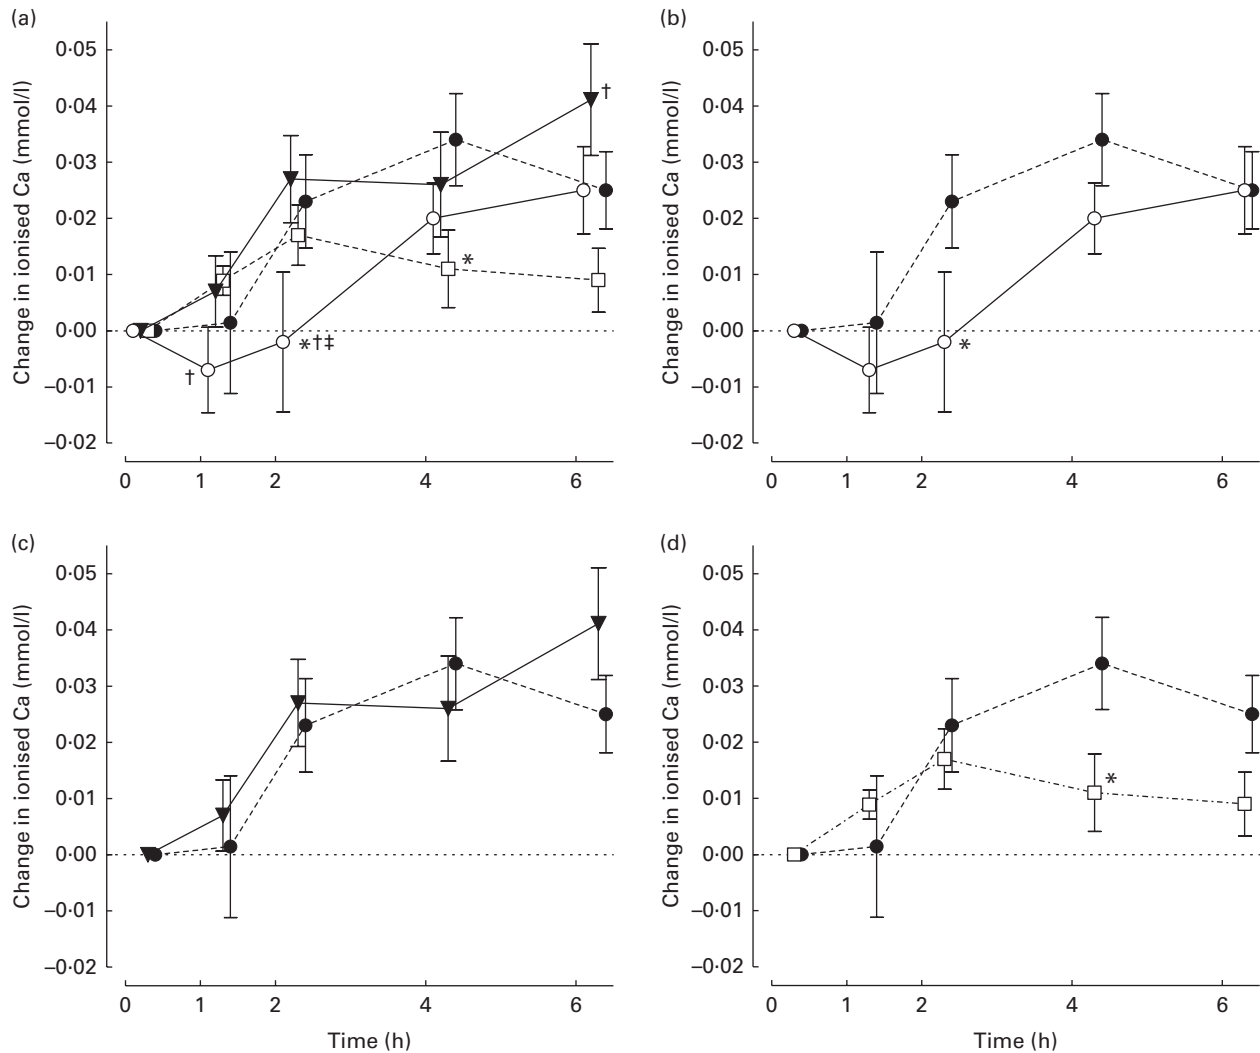 (a)
Change in ionised Ca (mmol/l)
0·05
0·04
0·03
0·02
0·01
0·00
–0·01
–0·02
†
*
*†‡
†
0 1 2 4 6
(b)
Change in ionised Ca (mmol/l)
0·05
0·04
0·03
0·02
0·01
0·00
–0·01
–0·02
*
0 1 2 4 6
(c)
Change in ionised Ca (mmol/l)
0·05
0·04
0·03
0·02
0·01
0·00
–0·01
–0·02
0 1 2 4 6
Time (h)
(d)
Change in ionised Ca (mmol/l)
0·05
0·04
0·03
0·02
0·01
0·00
–0·01
–0·02
*
0 1 2 4 6
Time (h)